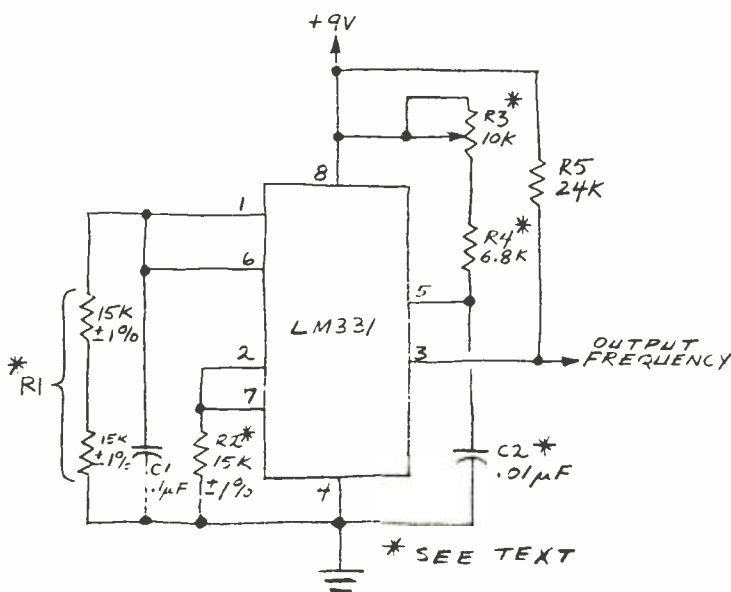 +9V
R3*
10K
R5
24K
8
1
R4*
6.8K
6
5
15K
±1%
LM331
3
OUTPUT
FREQUENCY
2
*R1
7
15K
±1%
C1
.1µF
R2*
15K
±1%
C2*
.01µF
4
* SEE TEXT